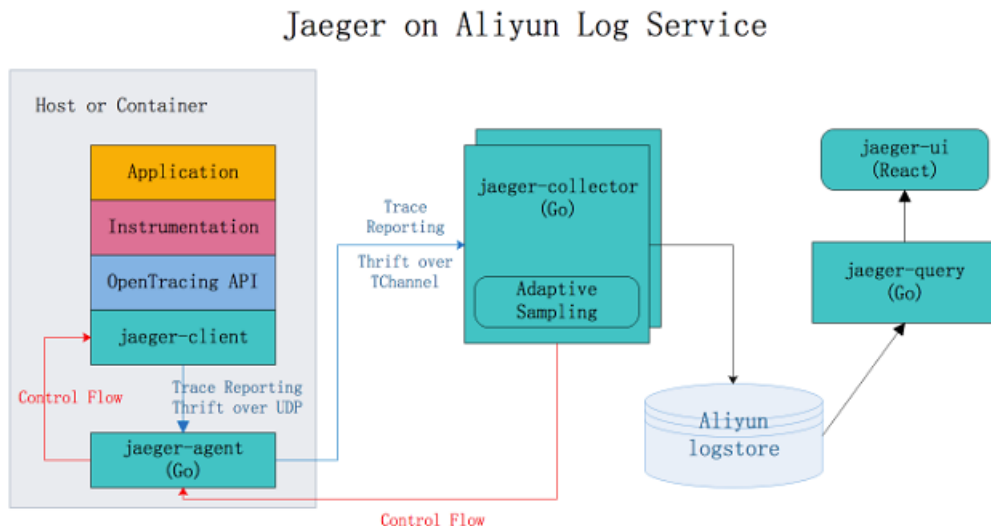 Jaeger on Aliyun Log Service
Host or Container
Application
Instrumentation
OpenTracing API
jaeger-client
Control Flow
Trace Reporting
Thrift over UDP
jaeger-agent
(Go)
Trace
Reporting
Thrift over
TChannel
Control Flow
jaeger-collector
(Go)
Adaptive
Sampling
Aliyun
logstore
jaeger-ui
(React)
jaeger-query
(Go)